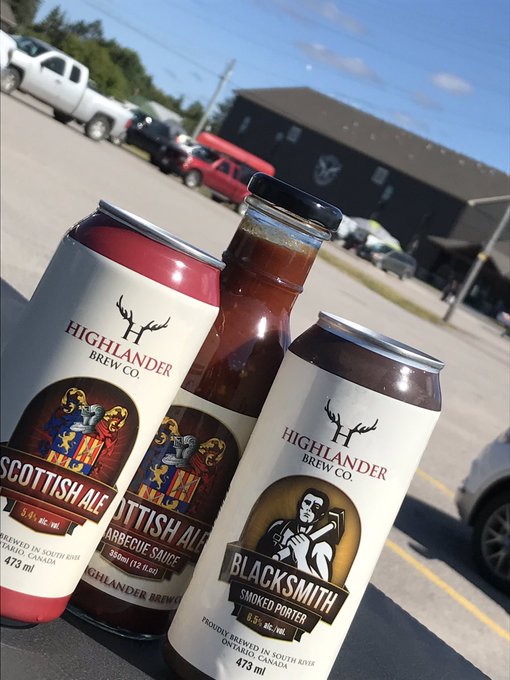 HIGHLANDER
BREW CO.
SCOTTISH ALE
5.4% alc./vol.
BREWED IN SOUTH RIVER
ONTARIO, CANADA
473 ml
OTTISH ALE
BARBECUE SAUCE
350ml (12 fl oz)
HIGHLANDER BREW CO
HIGHLANDER
BREW CO.
BLACKSMITH
SMOKED PORTER
6.5% alc./vol.
PROUDLY BREWED IN SOUTH RIVER
ONTARIO, CANADA
473 ml